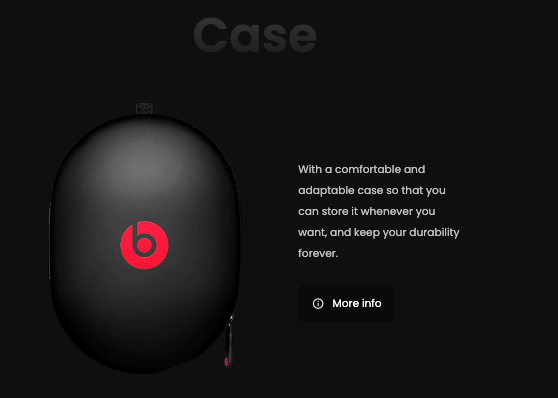 Case
With a comfortable and
adaptable case so that you
can store it whenever you
want, and keep your durability
forever.
More info